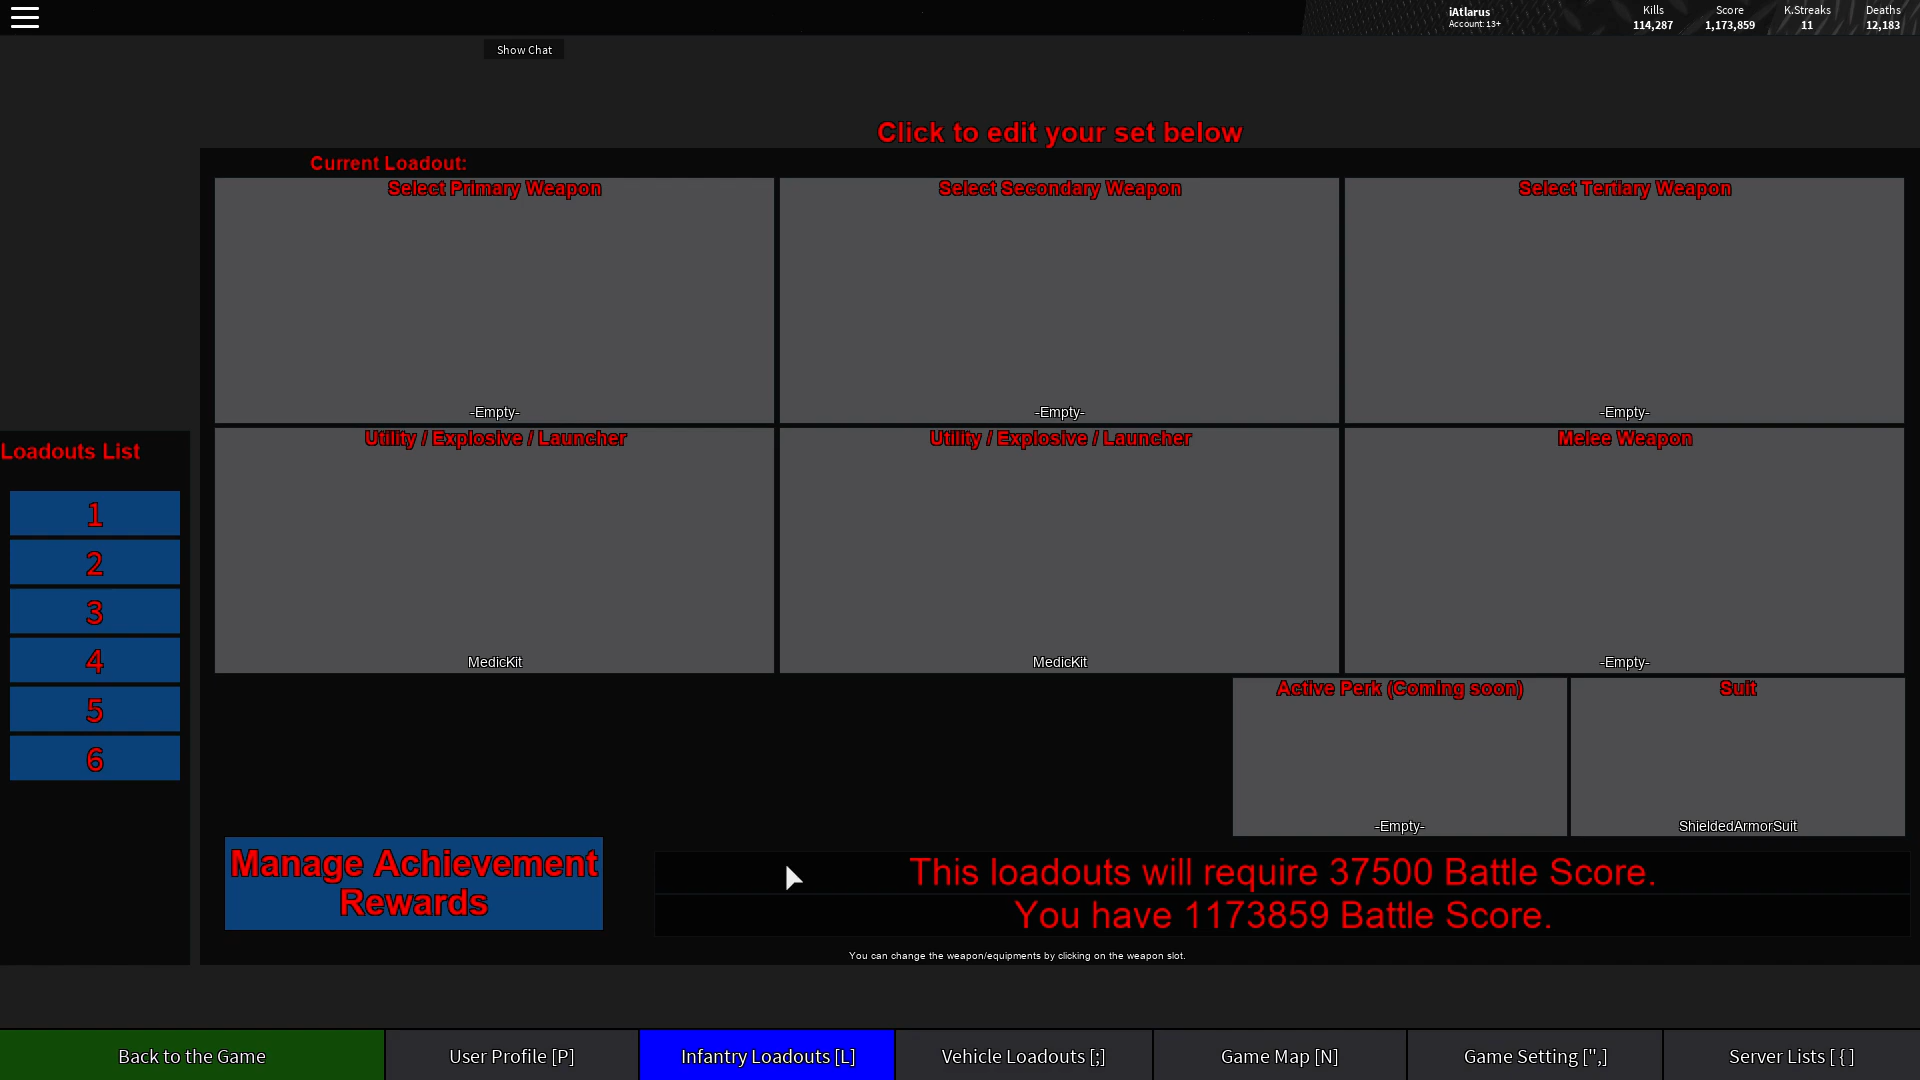 iAtlarus
Account: 13+
Kills
114,287
Score
1,173,859
K.Streaks
11
Deaths
12,183
Show Chat
Click to edit your set below
Current Loadout:
Select Primary Weapon
-Empty-
Select Secondary Weapon
-Empty-
Select Tertiary Weapon
-Empty-
Utility / Explosive / Launcher
MedicKit
Utility / Explosive / Launcher
MedicKit
Melee Weapon
-Empty-
Loadouts List
1
2
3
4
5
6
Active Perk (Coming soon)
-Empty-
Suit
ShieldedArmorSuit
Manage Achievement
Rewards
This loadouts will require 37500 Battle Score.
You have 1173859 Battle Score.
You can change the weapon/equipments by clicking on the weapon slot.
Back to the Game
User Profile [P]
Infantry Loadouts [L]
Vehicle Loadouts [;]
Game Map [N]
Game Setting [",]
Server Lists [ { ]